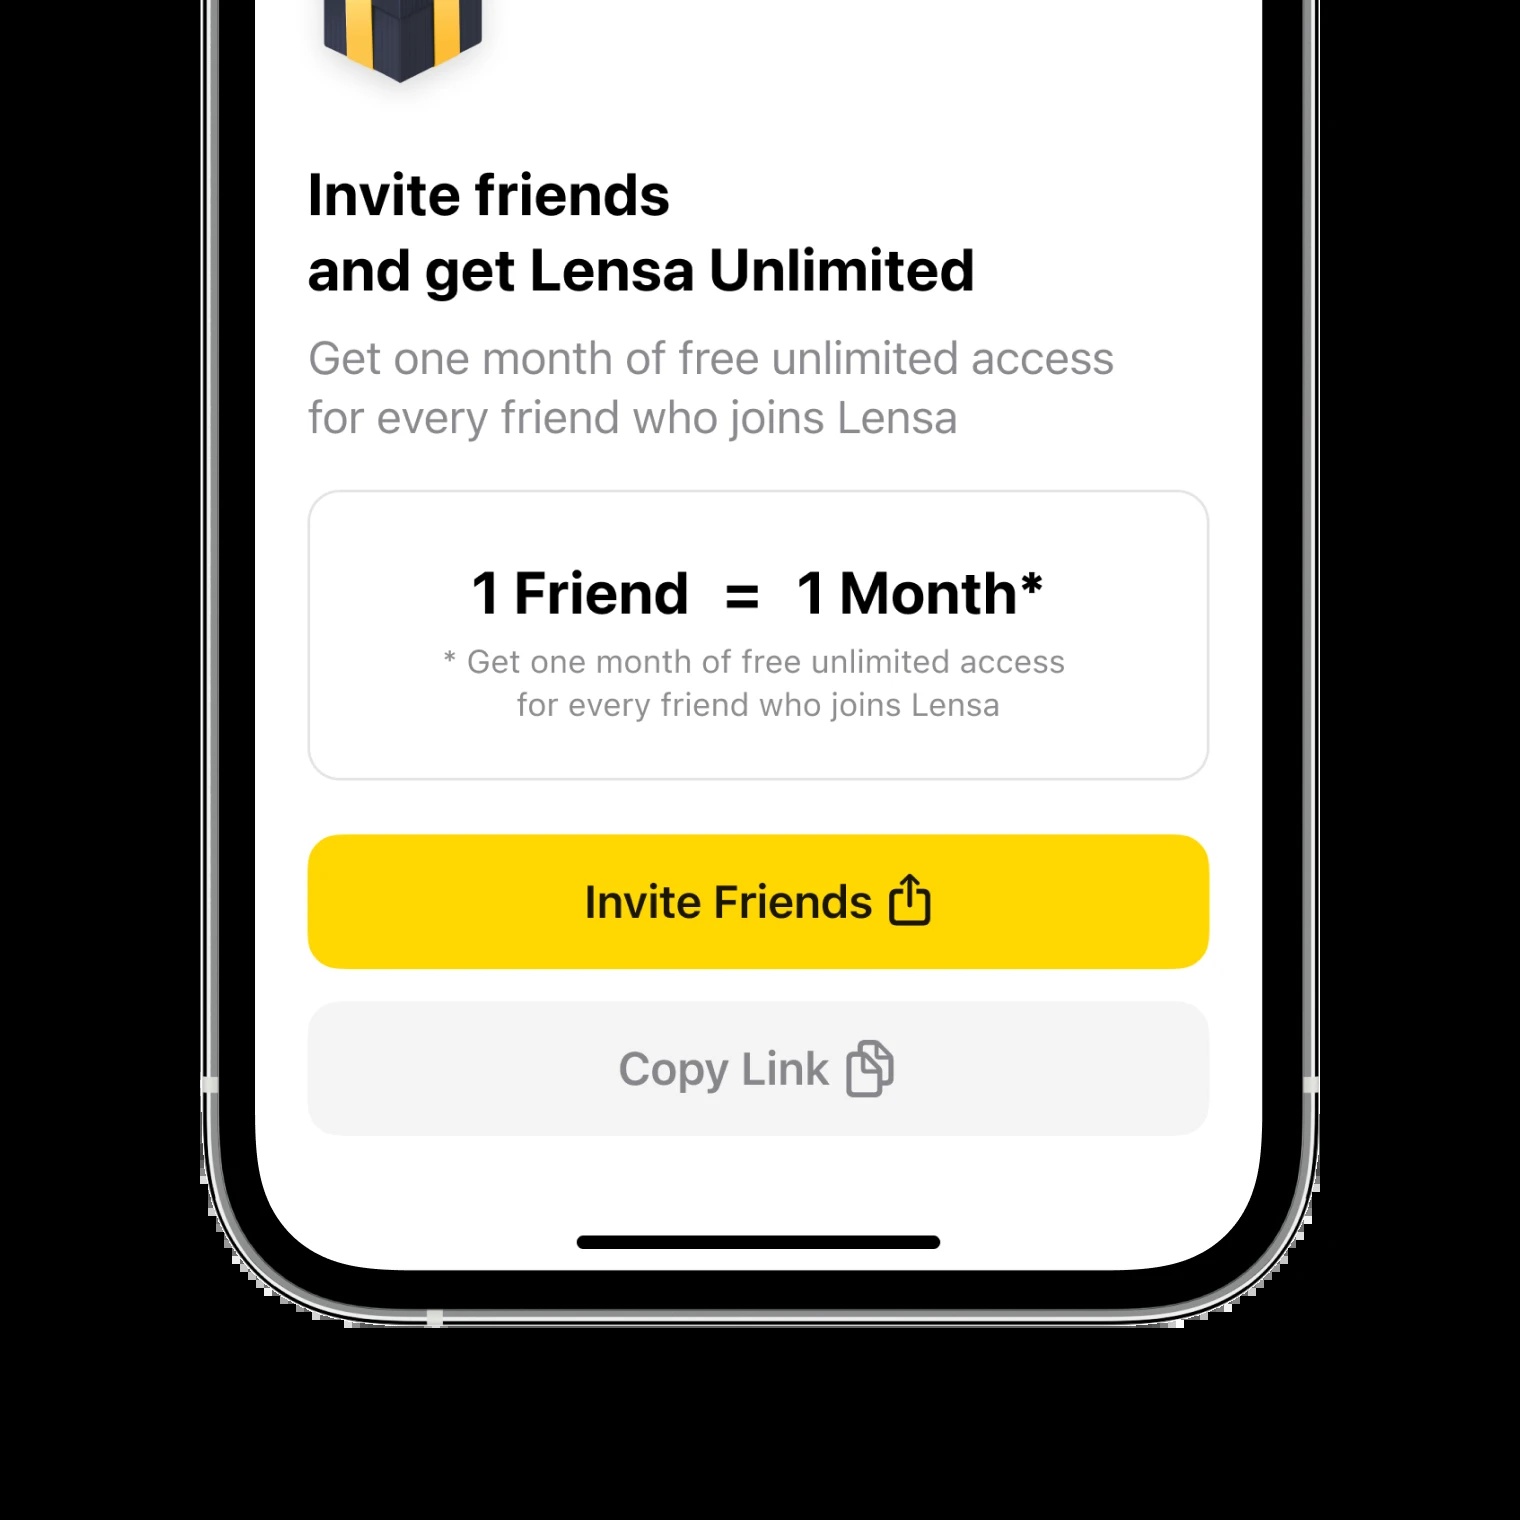 Invite friends
and get Lensa Unlimited
Get one month of free unlimited access
for every friend who joins Lensa
1 Friend = 1 Month*
* Get one month of free unlimited access
for every friend who joins Lensa
Invite Friends
Copy Link